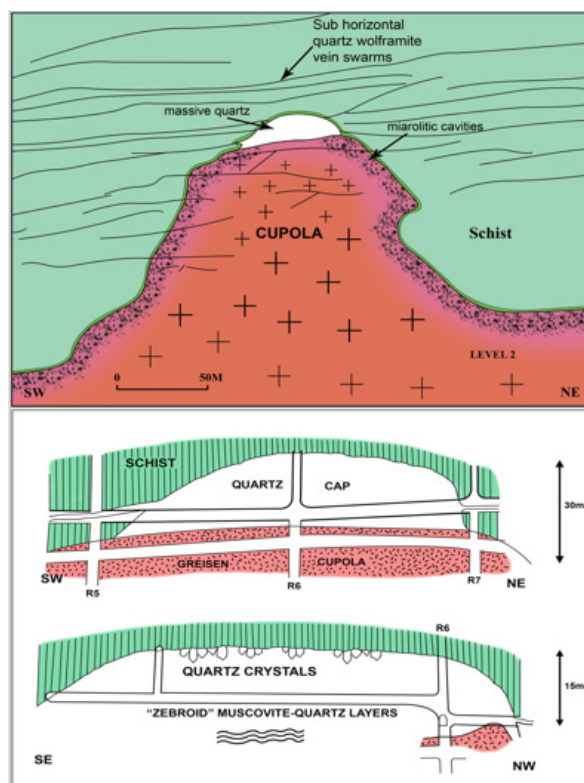 Sub horizontal
quartz wolframite
vein swarms
massive quartz
miarolitic cavities
CUPOLA
Schist
LEVEL 2
SW
0
50M
NE
SCHIST
QUARTZ
CAP
30m
GREISEN
CUPOLA
SW
R5
R6
R7
NE
R6
QUARTZ CRYSTALS
15m
"ZEBROID" MUSCOVITE-QUARTZ LAYERS
SE
NW